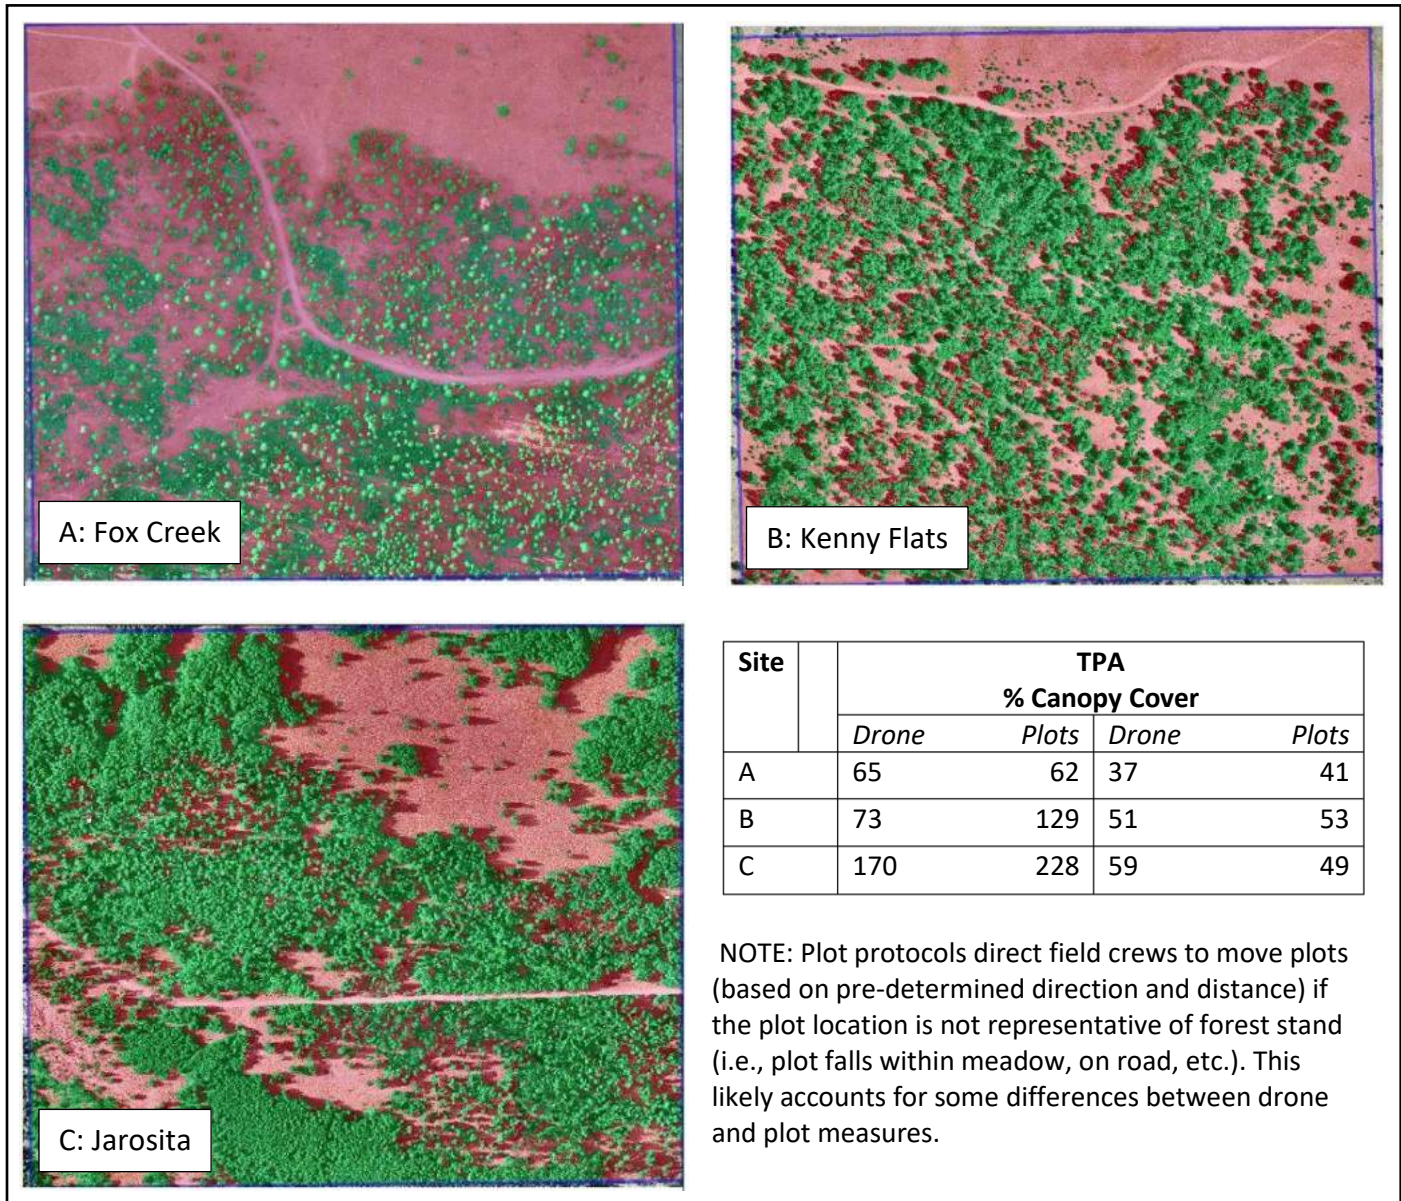 A: Fox Creek
B: Kenny Flats
C: Jarosita
Site TPA
% Canopy Cover
Drone Plots Drone Plots
A 65 62 37 41
B 73 129 51 53
C 170 228 59 49
NOTE: Plot protocols direct field crews to move plots
(based on pre-determined direction and distance) if
the plot location is not representative of forest stand
(i.e., plot falls within meadow, on road, etc.). This
likely accounts for some differences between drone
and plot measures.